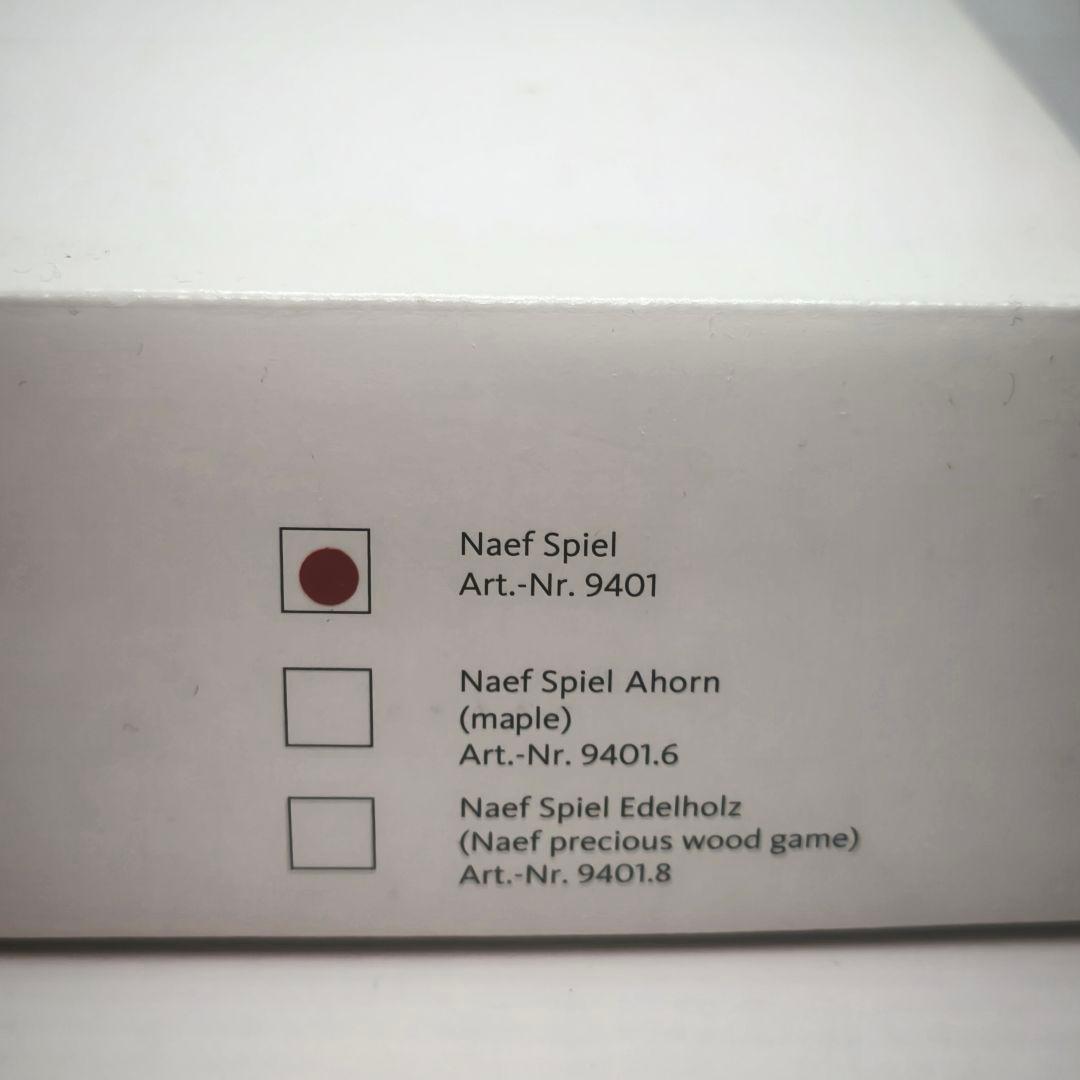 Naef Spiel
Art.-Nr. 9401
Naef Spiel Ahorn
(maple)
Art.-Nr. 9401.6
Naef Spiel Edelholz
(Naef precious wood game)
Art.-Nr. 9401.8